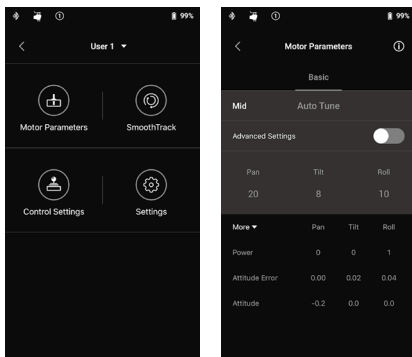 1 99%
User 1
Motor Parameters SmoothTrack
Control Settings Settings
1 99%
Motor Parameters
Basic
Mid Auto Tune
Advanced Settings
Pan Tilt Roll
20 8 10
More Pan Tilt Roll
Power 0 0 1
Attitude Error 0.00 0.02 0.04
Attitude -0.2 0.0 0.0